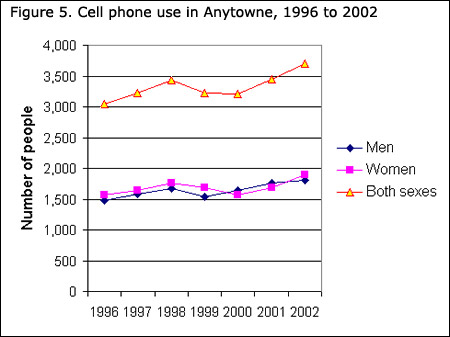 Figure 5. Cell phone use in Anytowne, 1996 to 2002
4,000
3,500
3,000
2,500
2,000
1,500
1,000
500
0
Number of people
1996 1997 1998 1999 2000 2001 2002
Men
Women
Both sexes